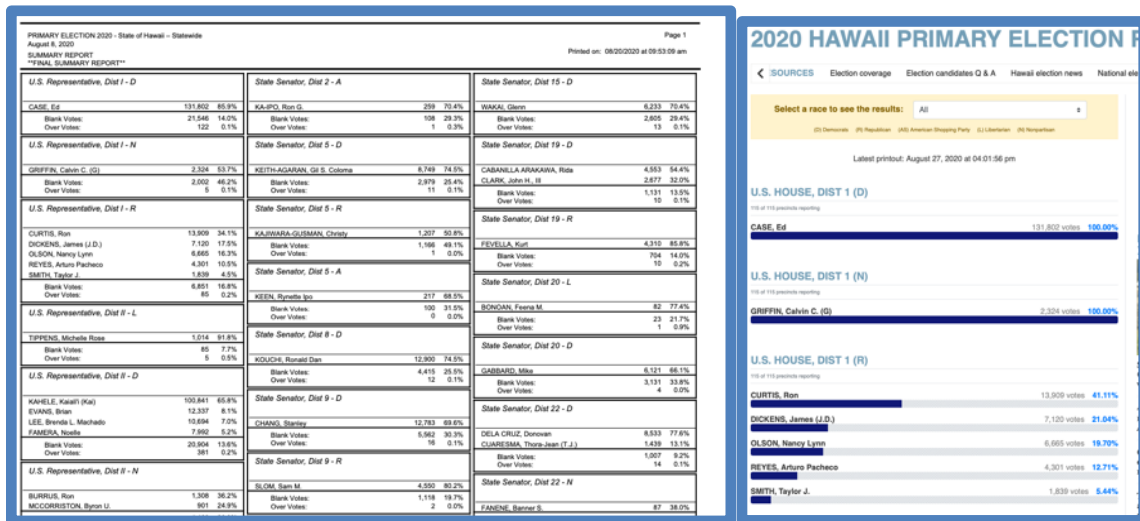 PRIMARY ELECTION 2020 - State of Hawaii – Statewide
Page 1
August 8, 2020
SUMMARY REPORT
Printed on: 08/20/2020 at 09:53:09 am
**FINAL SUMMARY REPORT**
U.S. Representative, Dist I - D
CASE, Ed 131,802 85.9%
Blank Votes: 21,546 14.0%
Over Votes: 122 0.1%
U.S. Representative, Dist I - N
GRIFFIN, Calvin C. (G) 2,324 53.7%
Blank Votes: 2,002 46.2%
Over Votes: 5 0.1%
U.S. Representative, Dist I - R
CURTIS, Ron 13,909 34.1%
DICKENS, James (J.D.) 7,120 17.5%
OLSON, Nancy Lynn 6,665 16.3%
REYES, Arturo Pacheco 4,301 10.5%
SMITH, Taylor J. 1,839 4.5%
Blank Votes: 6,851 16.8%
Over Votes: 85 0.2%
U.S. Representative, Dist II - L
TIPPENS, Michelle Rose 1,014 91.8%
Blank Votes: 85 7.7%
Over Votes: 5 0.5%
U.S. Representative, Dist II - D
KAHELE, Kaiali'i (Kai) 100,841 65.8%
EVANS, Brian 12,337 8.1%
LEE, Brenda L. Machado 10,694 7.0%
FAMERA, Noelle 7,992 5.2%
Blank Votes: 20,904 13.6%
Over Votes: 381 0.2%
U.S. Representative, Dist II - N
BURRUS, Ron 1,308 36.2%
MCCORRISTON, Byron U. 901 24.9%
State Senator, Dist 2 - A
KA-IPO, Ron G. 259 70.4%
Blank Votes: 108 29.3%
Over Votes: 1 0.3%
State Senator, Dist 5 - D
KEITH-AGARAN, Gil S. Coloma 8,749 74.5%
Blank Votes: 2,979 25.4%
Over Votes: 11 0.1%
State Senator, Dist 5 - R
KAJIWARA-GUSMAN, Christy 1,207 50.8%
Blank Votes: 1,166 49.1%
Over Votes: 1 0.0%
State Senator, Dist 5 - A
KEEN, Rynette Ipo 217 68.5%
Blank Votes: 100 31.5%
Over Votes: 0 0.0%
State Senator, Dist 8 - D
KOUCHI, Ronald Dan 12,900 74.5%
Blank Votes: 4,415 25.5%
Over Votes: 12 0.1%
State Senator, Dist 9 - D
CHANG, Stanley 12,783 69.6%
Blank Votes: 5,562 30.3%
Over Votes: 16 0.1%
State Senator, Dist 9 - R
SLOM, Sam M. 4,550 80.2%
Blank Votes: 1,118 19.7%
Over Votes: 2 0.0%
State Senator, Dist 15 - D
WAKAI, Glenn 6,233 70.4%
Blank Votes: 2,605 29.4%
Over Votes: 13 0.1%
State Senator, Dist 19 - D
CABANILLA ARAKAWA, Rida 4,553 54.4%
CLARK, John H., III 2,677 32.0%
Blank Votes: 1,131 13.5%
Over Votes: 10 0.1%
State Senator, Dist 19 - R
FEVELLA, Kurt 4,310 85.8%
Blank Votes: 704 14.0%
Over Votes: 10 0.2%
State Senator, Dist 20 - L
BONOAN, Feena M. 82 77.4%
Blank Votes: 23 21.7%
Over Votes: 1 0.9%
State Senator, Dist 20 - D
GABBARD, Mike 6,121 66.1%
Blank Votes: 3,131 33.8%
Over Votes: 4 0.0%
State Senator, Dist 22 - D
DELA CRUZ, Donovan 8,533 77.6%
CUARESMA, Thora-Jean (T.J.) 1,439 13.1%
Blank Votes: 1,007 9.2%
Over Votes: 14 0.1%
State Senator, Dist 22 - N
FANENE, Banner S. 87 38.0%
2020 HAWAII PRIMARY ELECTION
SOURCES Election coverage Election candidates Q & A Hawaii election news National ele
Select a race to see the results: All
(D) Democrats (R) Republican (AS) American Shopping Party (L) Libertarian (N) Nonpartisan
Latest printout: August 27, 2020 at 04:01:56 pm
U.S. HOUSE, DIST 1 (D)
115 of 115 precincts reporting
CASE, Ed 131,802 votes 100.00%
U.S. HOUSE, DIST 1 (N)
115 of 115 precincts reporting
GRIFFIN, Calvin C. (G) 2,324 votes 100.00%
U.S. HOUSE, DIST 1 (R)
115 of 115 precincts reporting
CURTIS, Ron 13,909 votes 41.11%
DICKENS, James (J.D.) 7,120 votes 21.04%
OLSON, Nancy Lynn 6,665 votes 19.70%
REYES, Arturo Pacheco 4,301 votes 12.71%
SMITH, Taylor J. 1,839 votes 5.44%